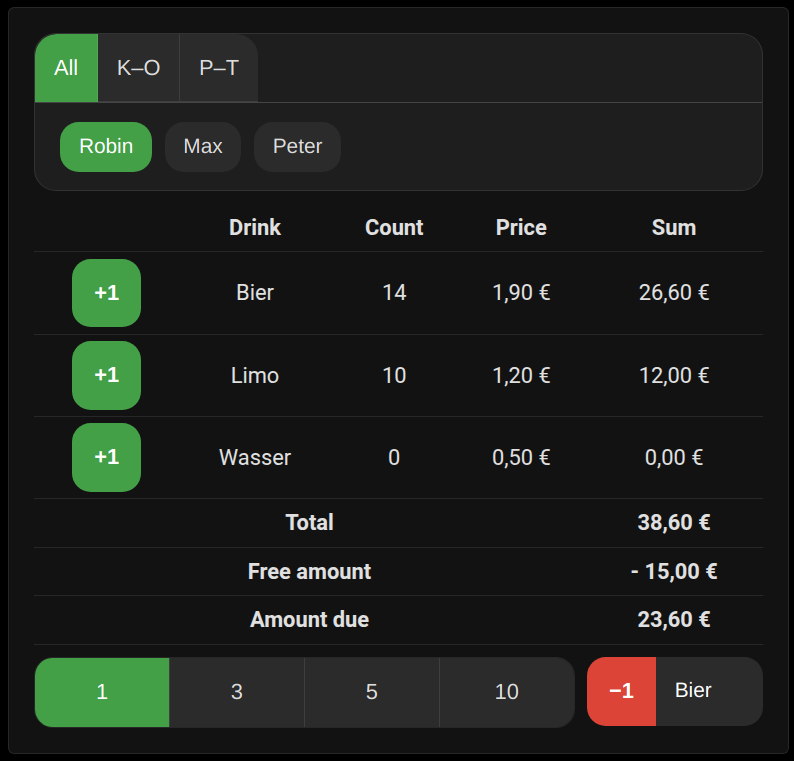 All K–O P–T
Robin Max Peter
Drink Count Price Sum
+1 Bier 14 1,90 € 26,60 €
+1 Limo 10 1,20 € 12,00 €
+1 Wasser 0 0,50 € 0,00 €
Total 38,60 €
Free amount - 15,00 €
Amount due 23,60 €
1 3 5 10 −1 Bier